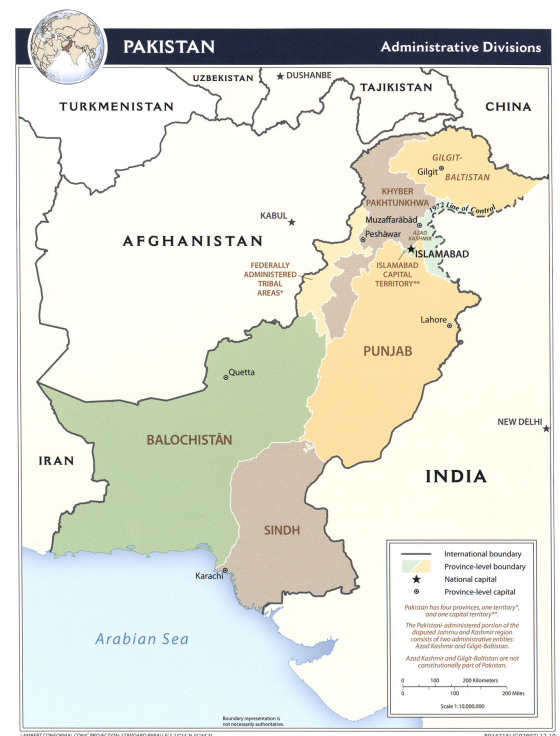 PAKISTAN
Administrative Divisions
UZBEKISTAN
DUSHANBE
TAJIKISTAN
TURKMENISTAN
CHINA
GILGIT-
BALTISTAN
Gilgit
KHYBER
PAKHTUNKHWA
1972 Line of Control
Muzaffarābād
AZAD
KASHMIR
KABUL
Peshāwar
AFGHANISTAN
ISLAMABAD
FEDERALLY
ADMINISTERED
TRIBAL
AREAS*
ISLAMABAD
CAPITAL
TERRITORY**
Lahore
PUNJAB
Quetta
NEW DELHI
BALOCHISTĀN
IRAN
INDIA
SINDH
Karachi
Arabian Sea
International boundary
Province-level boundary
National capital
Province-level capital
Pakistan has four provinces, one territory*,
and one capital territory**.
The Pakistani-administered portion of the
disputed Jammu and Kashmir region
consists of two administrative entities:
Azad Kashmir and Gilgit-Baltistan.
Azad Kashmir and Gilgit-Baltistan are not
constitutionally part of Pakistan.
0 100 200 Kilometers
0 100 200 Miles
Scale 1:10,000,000
Boundary representation is
not necessarily authoritative.